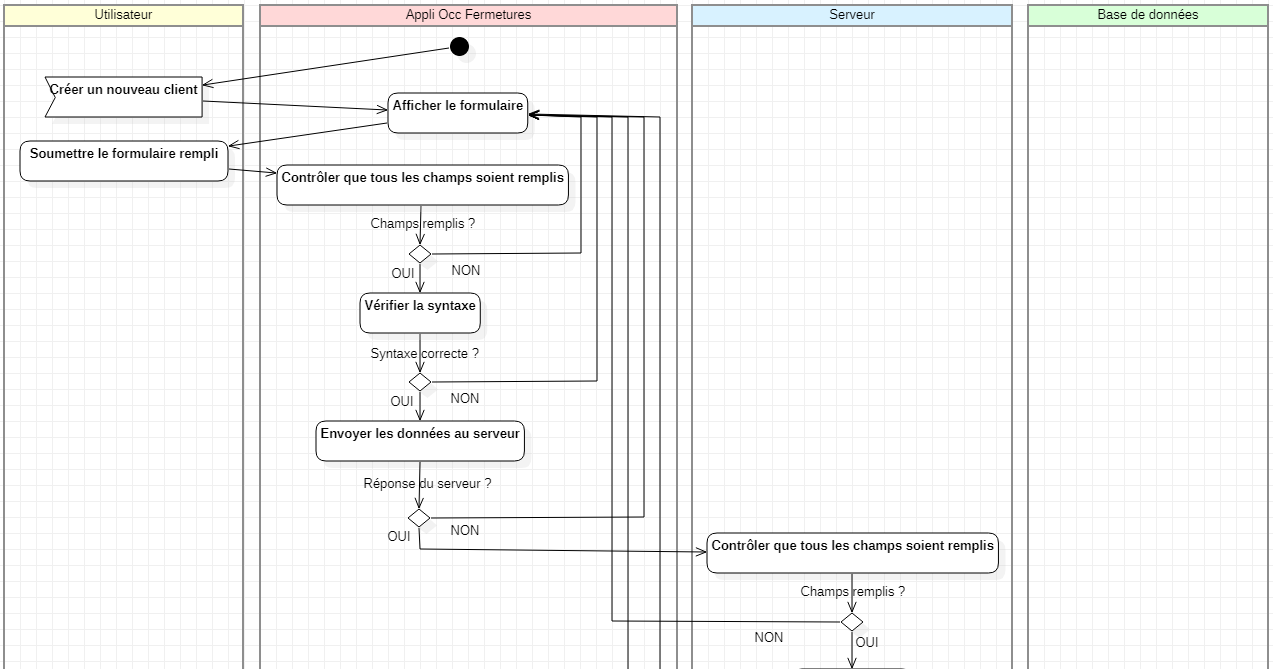 Utilisateur
Appli Occ Fermetures
Serveur
Base de données
Créer un nouveau client
Afficher le formulaire
Soumettre le formulaire rempli
Contrôler que tous les champs soient remplis
Champs remplis ?
OUI
NON
Vérifier la syntaxe
Syntaxe correcte ?
OUI
NON
Envoyer les données au serveur
Réponse du serveur ?
OUI
NON
Contrôler que tous les champs soient remplis
Champs remplis ?
NON
OUI